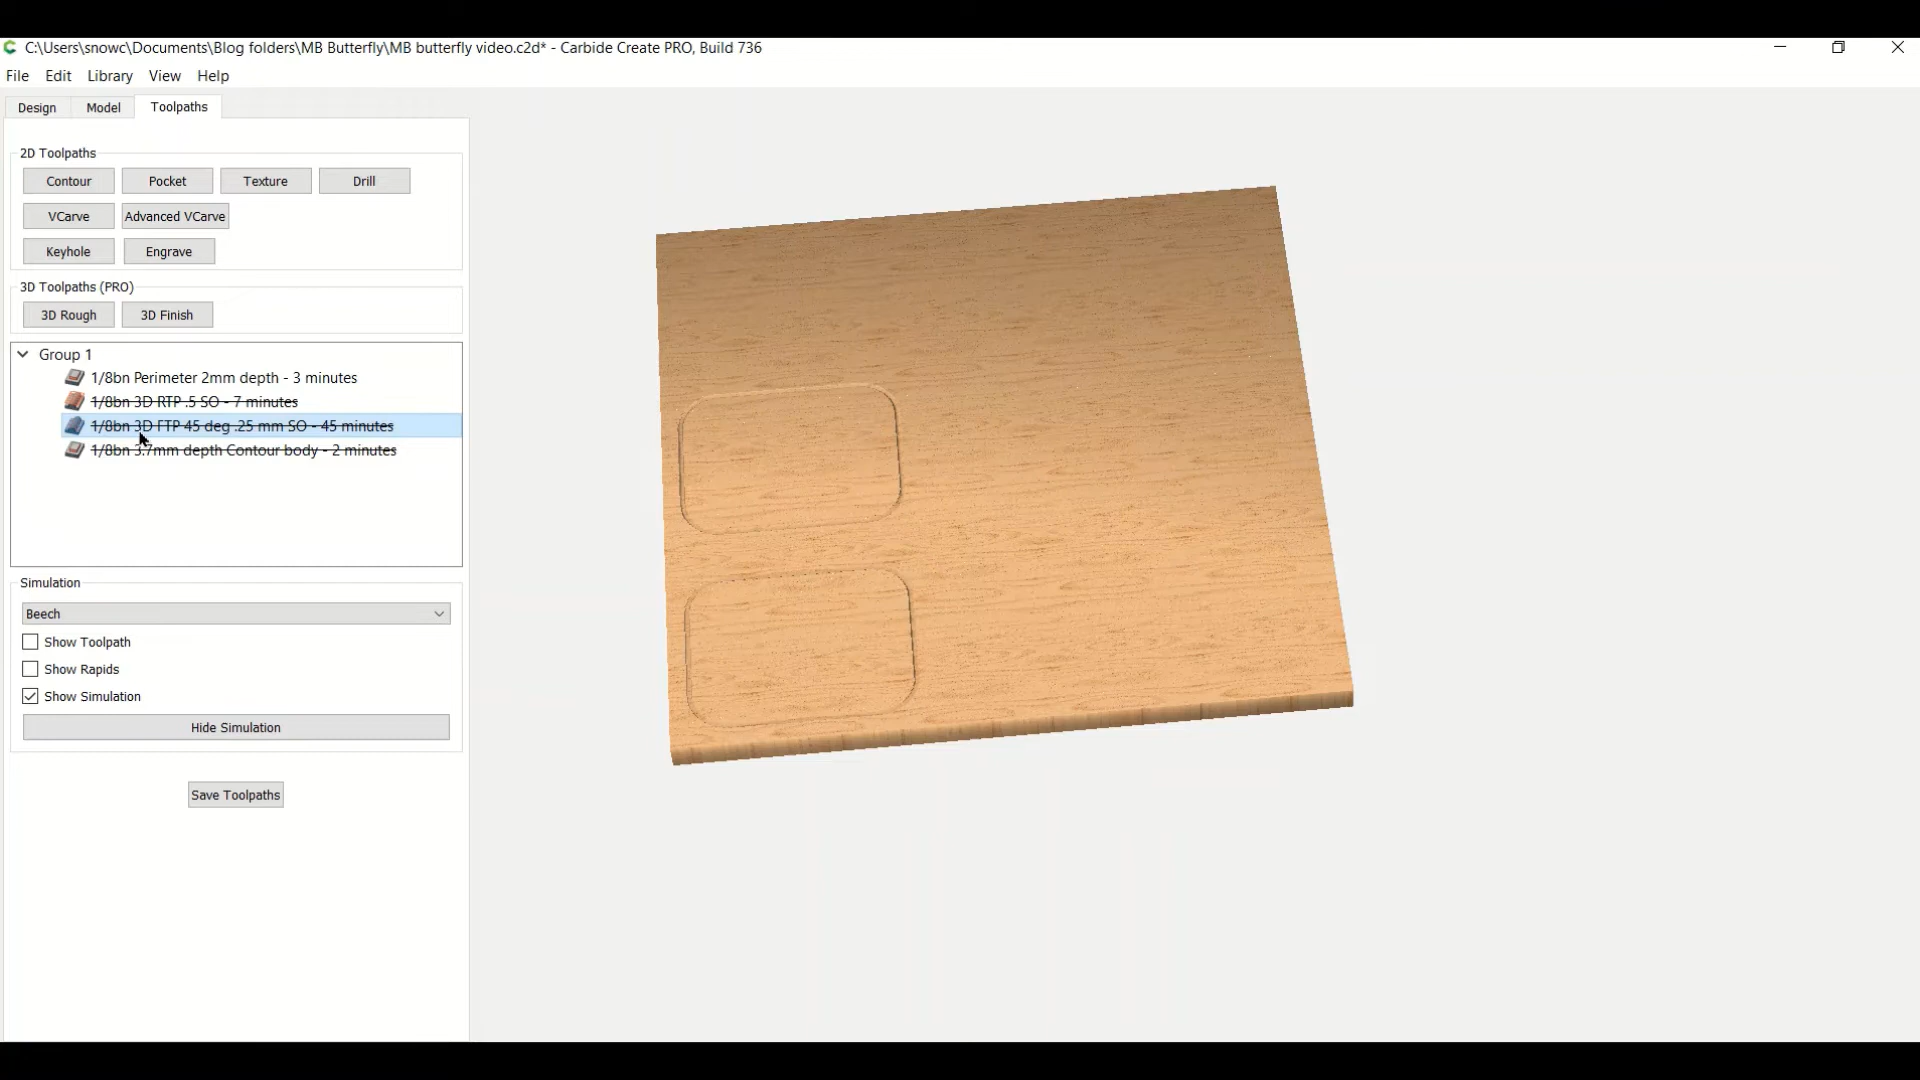 C:\Users\snowc\Documents\Blog folders\MB Butterfly\MB butterfly video.c2d* - Carbide Create PRO, Build 736
File Edit Library View Help
Design Model Toolpaths
2D Toolpaths
Contour Pocket Texture Drill
VCarve Advanced VCarve
Keyhole Engrave
3D Toolpaths (PRO)
3D Rough 3D Finish
Group 1
1/8bn Perimeter 2mm depth - 3 minutes
1/8bn 3D RTP .5 SO - 7 minutes
1/8bn 3D FTP 45 deg .25 mm SO - 45 minutes
1/8bn 3.7mm depth Contour body - 2 minutes
Simulation
Beech
Show Toolpath
Show Rapids
Show Simulation
Hide Simulation
Save Toolpaths